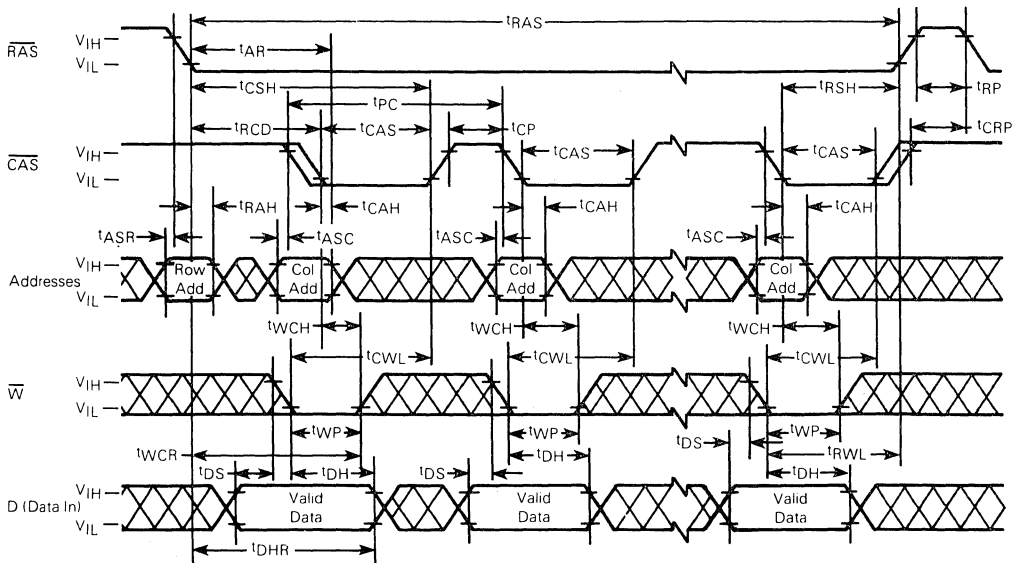 tRAS
RAS VIH
VIL
tAR
tCSH
tRSH
tRP
tPC
tRCD tCAS tCP tCAS tCAS tCRP
CAS VIH
VIL
tRAH tCAH tCAH tCAH
tASR tASC tASC tASC
Addresses VIH
VIL
Row Add
Col Add
Col Add
Col Add
tWCH tWCH tWCH
tCWL tCWL tCWL
W VIH
VIL
tWP tWP tWP
tWCR tDS tDH tDS tDH tDS tRWL tDH
D (Data In) VIH
VIL
Valid Data
Valid Data
Valid Data
tDHR